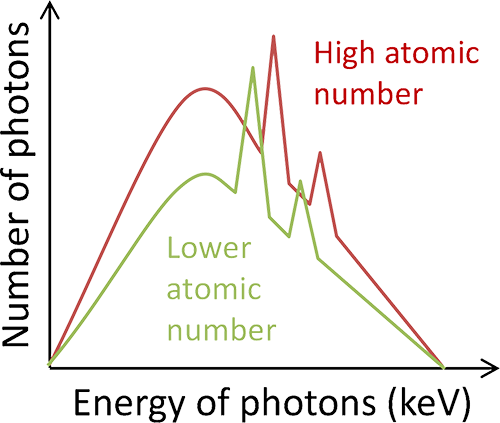 Number of photons
High atomic
number
Lower
atomic
number
Energy of photons (keV)